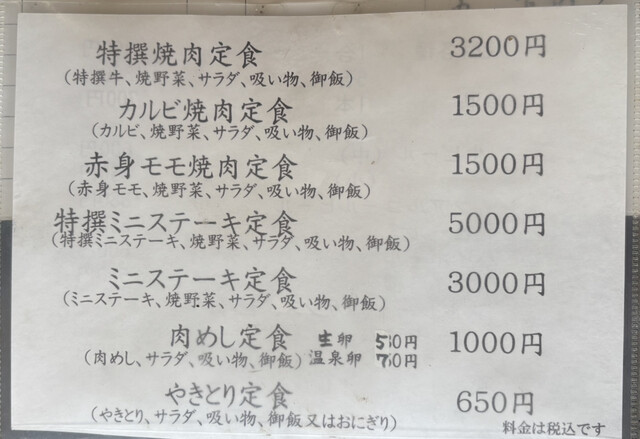 特撰焼肉定食 3200円
(特撰牛、焼野菜、サラダ、吸い物、御飯)
カルビ焼肉定食 1500円
(カルビ、焼野菜、サラダ、吸い物、御飯)
赤身モモ焼肉定食 1500円
(赤身モモ、焼野菜、サラダ、吸い物、御飯)
特撰ミニステーキ定食 5000円
(特撰ミニステーキ、焼野菜、サラダ、吸い物、御飯)
ミニステーキ定食 3000円
(ミニステーキ、焼野菜、サラダ、吸い物、御飯)
肉めし定食 生卵 50円 1000円
(肉めし、サラダ、吸い物、御飯) 温泉卵 70円
やきとり定食 650円
(やきとり、サラダ、吸い物、御飯又はおにぎり)
料金は税込です